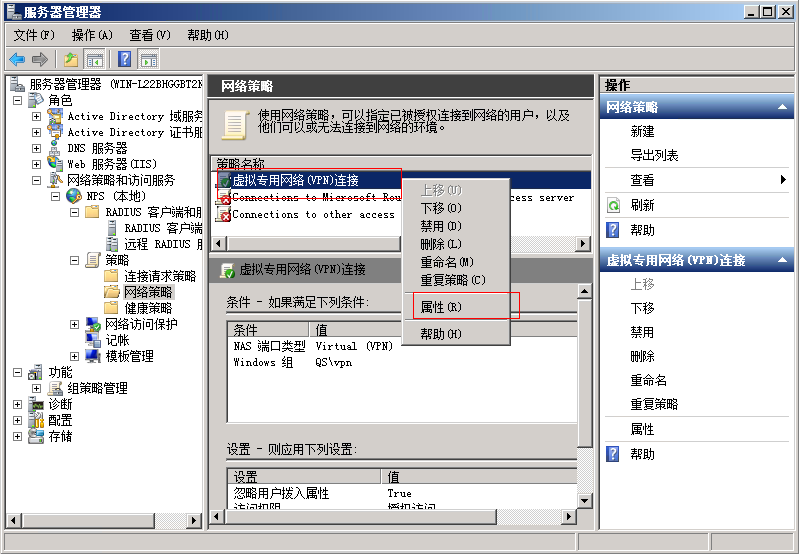 服务器管理器
文件(F) 操作(A) 查看(V) 帮助(H)
服务器管理器 (WIN-L22BHGGBT2N
角色
Active Directory 域服务
Active Directory 证书服
DNS 服务器
Web 服务器(IIS)
网络策略和访问服务
NPS (本地)
RADIUS 客户端和服
RADIUS 客户端
远程 RADIUS 服
策略
连接请求策略
网络策略
健康策略
网络访问保护
记帐
模板管理
功能
组策略管理
诊断
配置
存储
网络策略
使用网络策略,可以指定已被授权连接到网络的用户,以及
他们可以或无法连接到网络的环境。
策略名称
虚拟专用网络(VPN)连接
Connections to Microsoft Rou
cess server
Connections to other access
上移(U)
下移(O)
禁用(D)
删除(L)
重命名(M)
重复策略(C)
属性(R)
帮助(H)
虚拟专用网络(VPN)连接
条件 - 如果满足下列条件:
条件 值
NAS 端口类型 Virtual (VPN)
Windows 组 QS\vpn
设置 - 则应用下列设置:
设置 值
忽略用户拨入属性 True
访问权限 授权访问
操作
网络策略
新建
导出列表
查看
刷新
帮助
虚拟专用网络(VPN)连接
上移
下移
禁用
删除
重命名
重复策略
属性
帮助